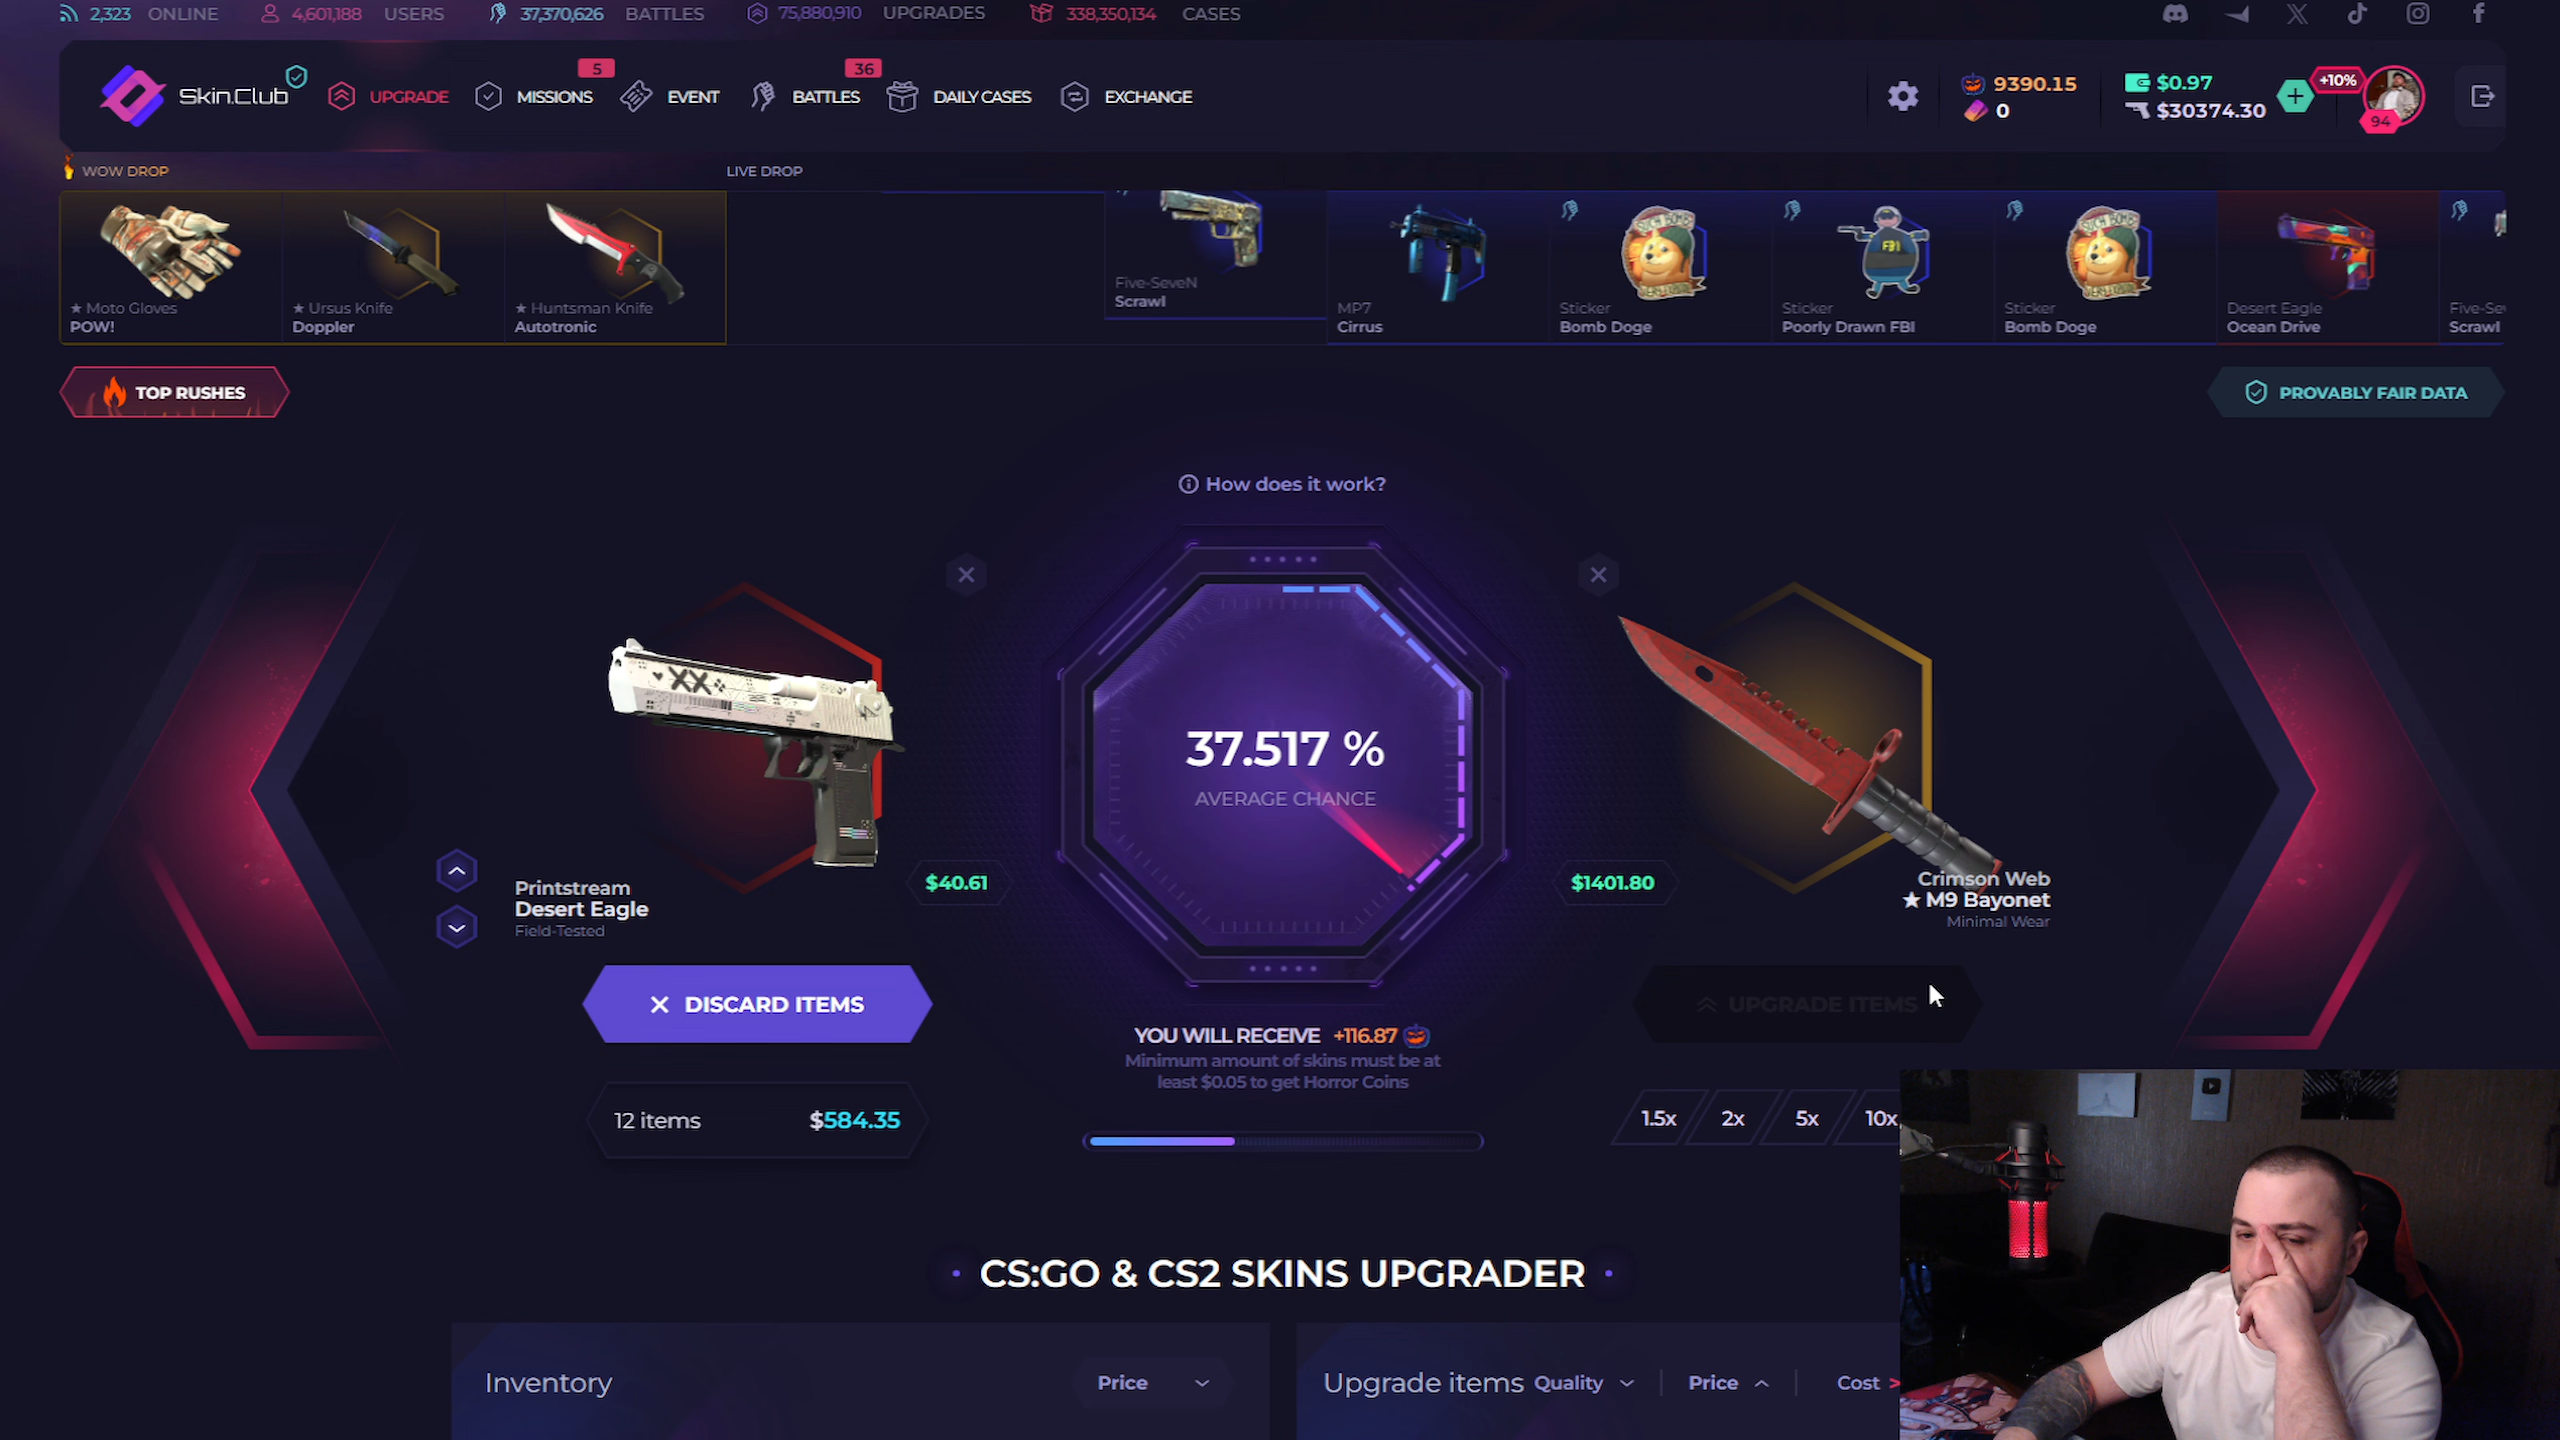 2,323 ONLINE 4,601,188 USERS 37,370,626 BATTLES 75,880,910 UPGRADES 338,350,134 CASES
Skin.Club UPGRADE MISSIONS 5 EVENT BATTLES 36 DAILY CASES EXCHANGE
9390.15
0
$0.97
$30374.30
+10%
94
WOW DROP
LIVE DROP
★ Moto Gloves
POW!
★ Ursus Knife
Doppler
★ Huntsman Knife
Autotronic
Five-SeveN
Scrawl
MP7
Cirrus
Sticker
Bomb Doge
FBI
Sticker
Poorly Drawn FBI
Sticker
Bomb Doge
Desert Eagle
Ocean Drive
Five-Se
Scrawl
TOP RUSHES
PROVABLY FAIR DATA
How does it work?
XX
37.517 %
AVERAGE CHANCE
Printstream
Desert Eagle
Field-Tested
$40.61
$1401.80
Crimson Web
★ M9 Bayonet
Minimal Wear
DISCARD ITEMS
UPGRADE ITEMS
YOU WILL RECEIVE +116.87
Minimum amount of skins must be at
least $0.05 to get Horror Coins
12 items $584.35
1.5x 2x 5x 10x
CS:GO & CS2 SKINS UPGRADER
Inventory Price
Upgrade items Quality Price Cost >